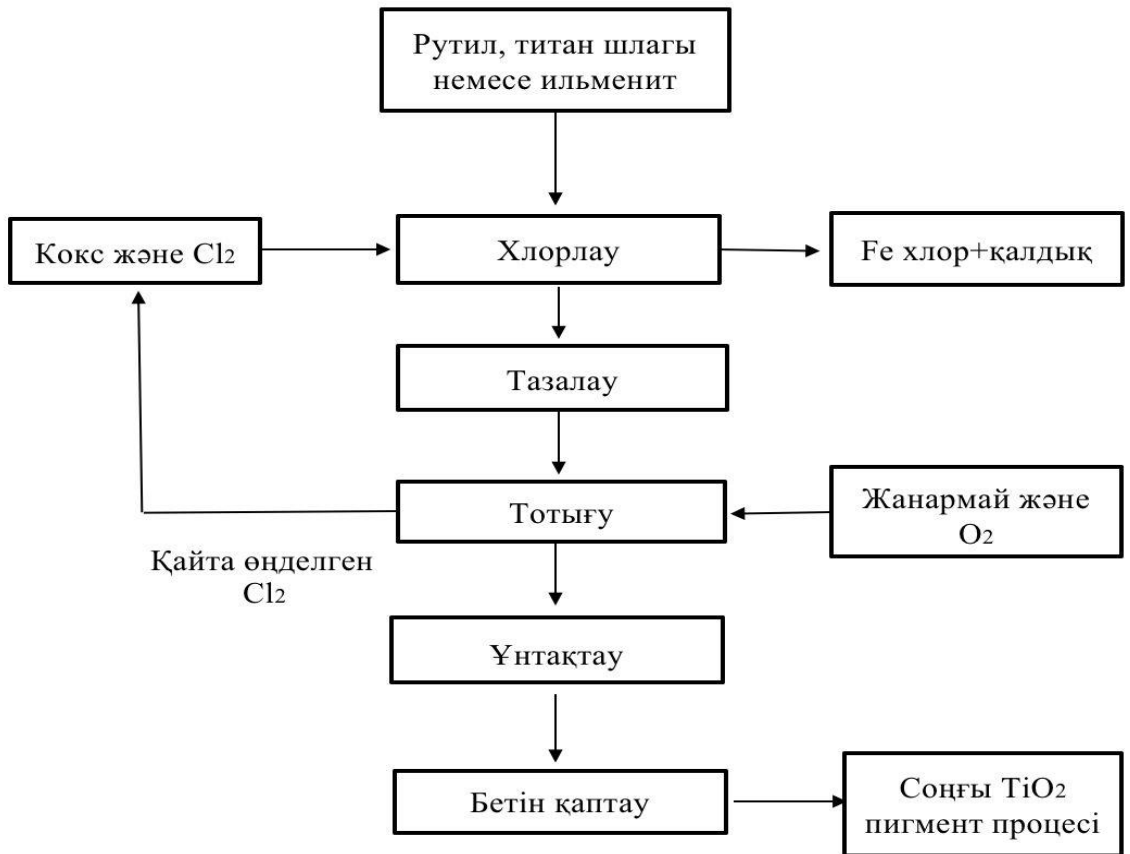 Рутил, титан шлагы
немесе ильменит
Кокс және Cl₂
Хлорлау
Fe хлор+қалдық
Тазалау
Тотығу
Жанармай және
O₂
Қайта өңделген
Cl₂
Ұнтақтау
Бетін қаптау
Соңғы TiO₂
пигмент процесі